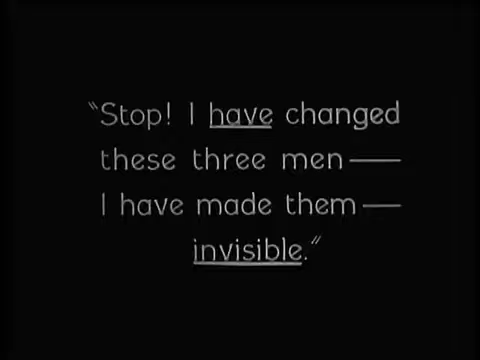 "Stop! I have changed
these three men—
I have made them—
invisible."